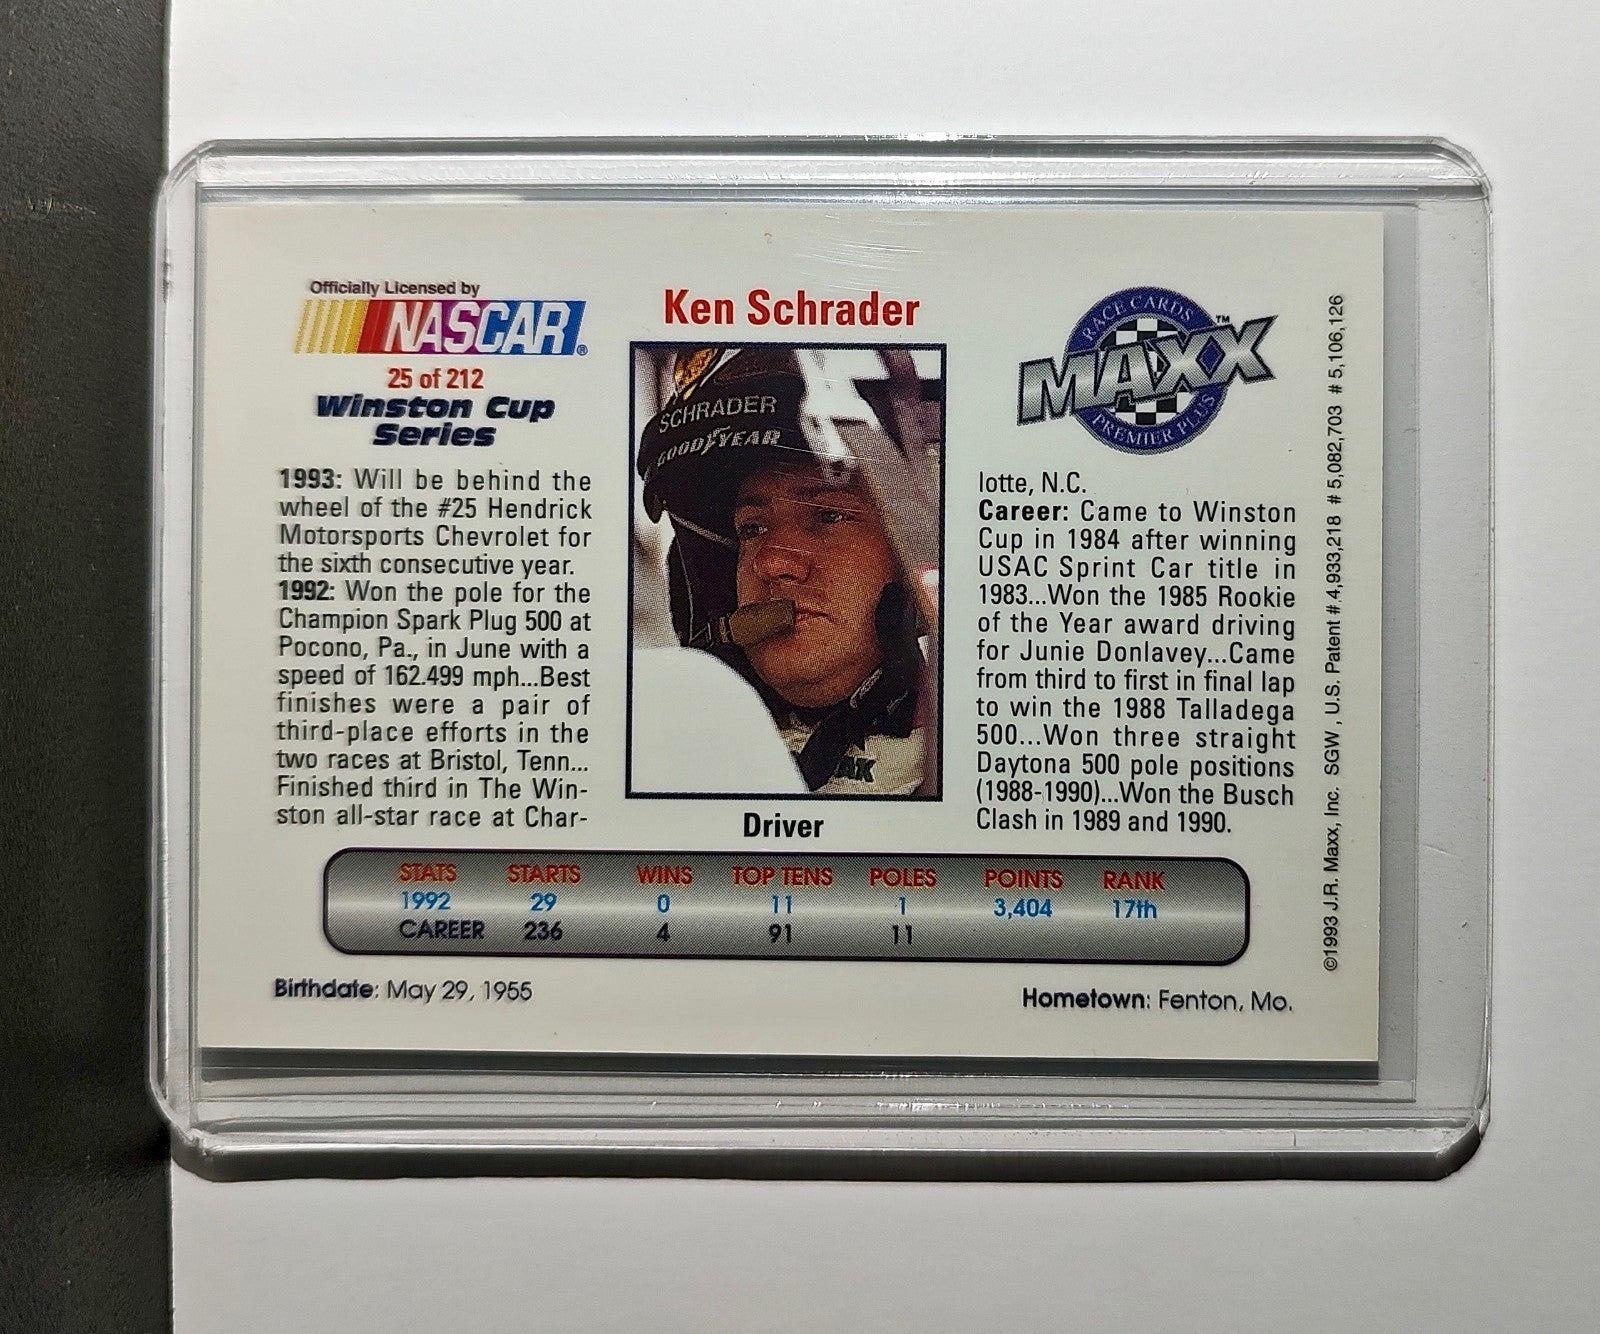 Officially Licensed by
NASCAR®
25 of 212
Winston Cup
Series
1993: Will be behind the
wheel of the #25 Hendrick
Motorsports Chevrolet for
the sixth consecutive year.
1992: Won the pole for the
Champion Spark Plug 500 at
Pocono, Pa., in June with a
speed of 162.499 mph...Best
finishes were a pair of
third-place efforts in the
two races at Bristol, Tenn...
Finished third in The Win-
ston all-star race at Char-
Ken Schrader
SCHRADER
GOODYEAR
Driver
RACE CARDS
MAXX™
PREMIER PLUS
lotte, N.C.
Career: Came to Winston
Cup in 1984 after winning
USAC Sprint Car title in
1983...Won the 1985 Rookie
of the Year award driving
for Junie Donlavey...Came
from third to first in final lap
to win the 1988 Talladega
500...Won three straight
Daytona 500 pole positions
(1988-1990)...Won the Busch
Clash in 1989 and 1990.
STATS STARTS WINS TOP TENS POLES POINTS RANK
1992 29 0 11 1 3,404 17th
CAREER 236 4 91 11
Birthdate: May 29, 1955
Hometown: Fenton, Mo.
©1993 J.R. Maxx, Inc. SGW, U.S. Patent #4,933,218 # 5,082,703 # 5,106,126